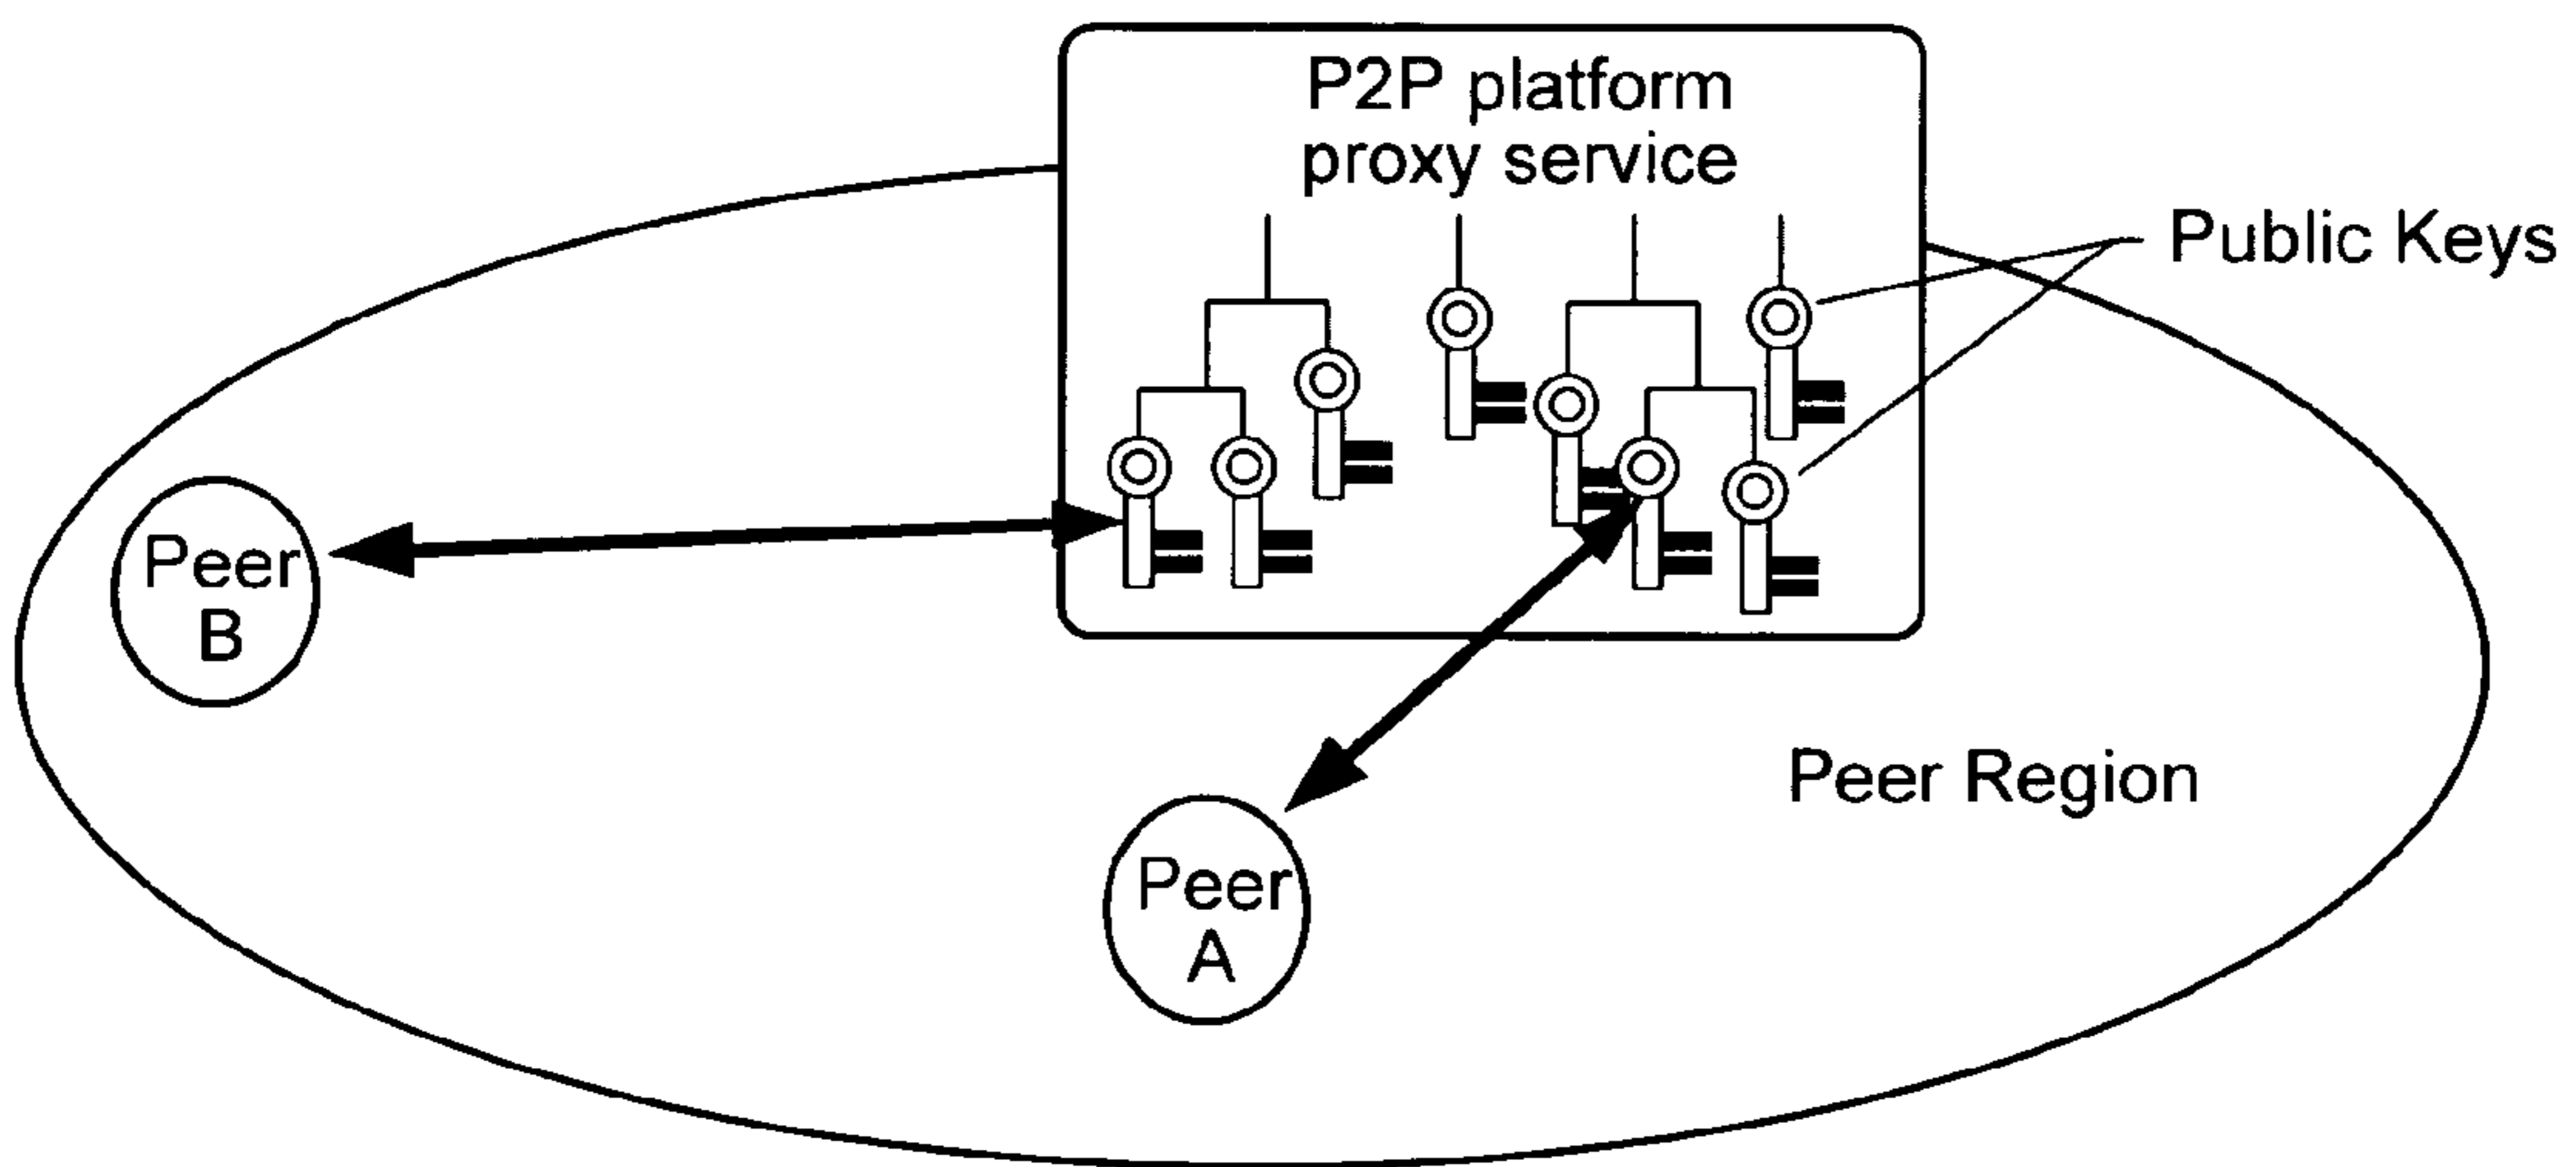 P2P platform
proxy service
Public Keys
Peer
B
Peer Region
Peer
A